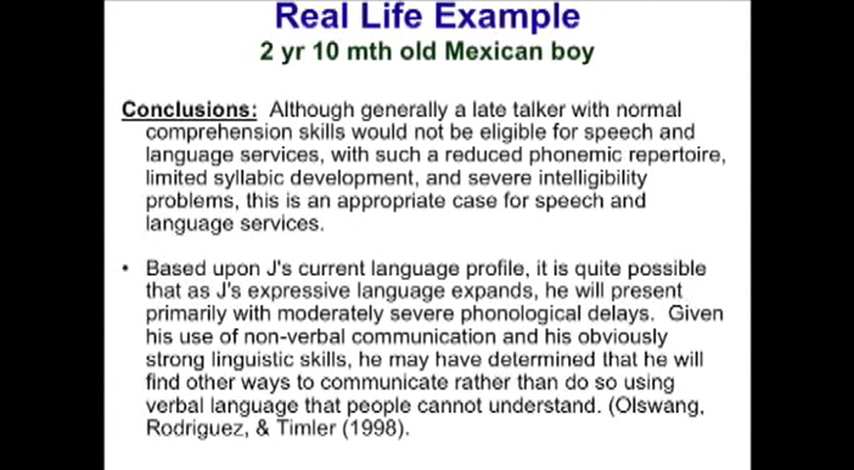 Real Life Example
2 yr 10 mth old Mexican boy
Conclusions: Although generally a late talker with normal
comprehension skills would not be eligible for speech and
language services, with such a reduced phonemic repertoire,
limited syllabic development, and severe intelligibility
problems, this is an appropriate case for speech and
language services.
• Based upon J's current language profile, it is quite possible
that as J's expressive language expands, he will present
primarily with moderately severe phonological delays. Given
his use of non-verbal communication and his obviously
strong linguistic skills, he may have determined that he will
find other ways to communicate rather than do so using
verbal language that people cannot understand. (Olswang,
Rodriguez, & Timler (1998).